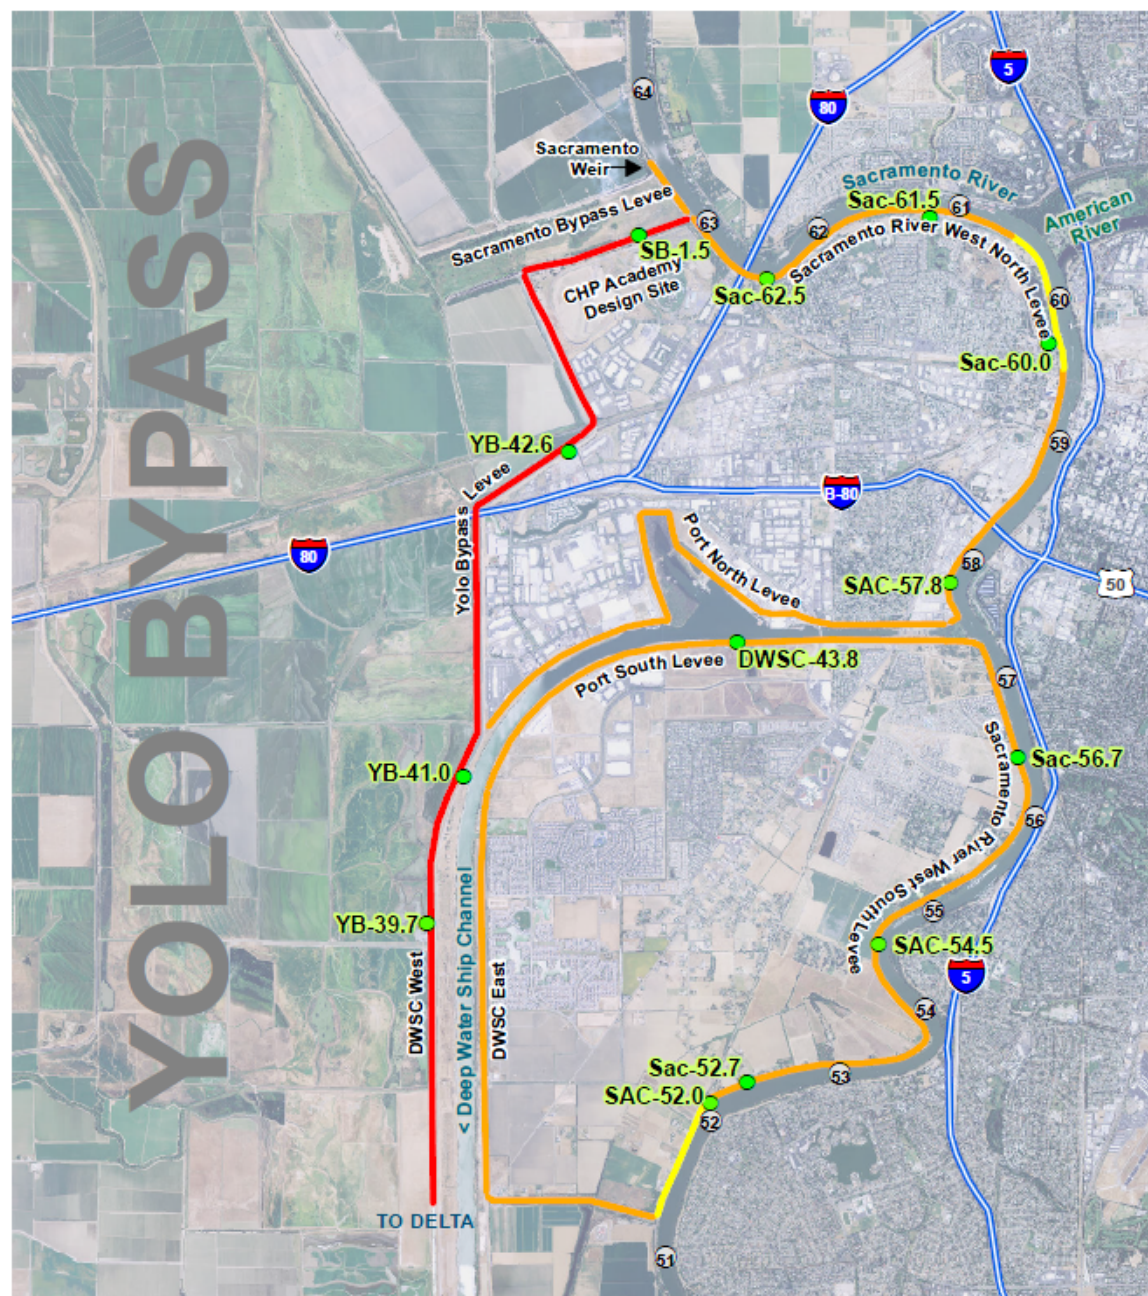 5
64
80
Sacramento
Weir
Sacramento River
Sac-61.5
61
American
River
Sacramento Bypass Levee
63
62
SB-1.5
Sacramento River West North Levee
CHP Academy
Design Site
Sac-62.5
60
Sac-60.0
YB-42.6
59
Yolo Bypass Levee
B-80
80
Port North Levee
58
SAC-57.8
50
YOLO BYPASS
Port South Levee
DWSC-43.8
57
Sacramento River West South Levee
Sac-56.7
YB-41.0
56
55
YB-39.7
SAC-54.5
5
DWSC West
< Deep Water Ship Channel
DWSC East
54
Sac-52.7
53
SAC-52.0
52
TO DELTA
51